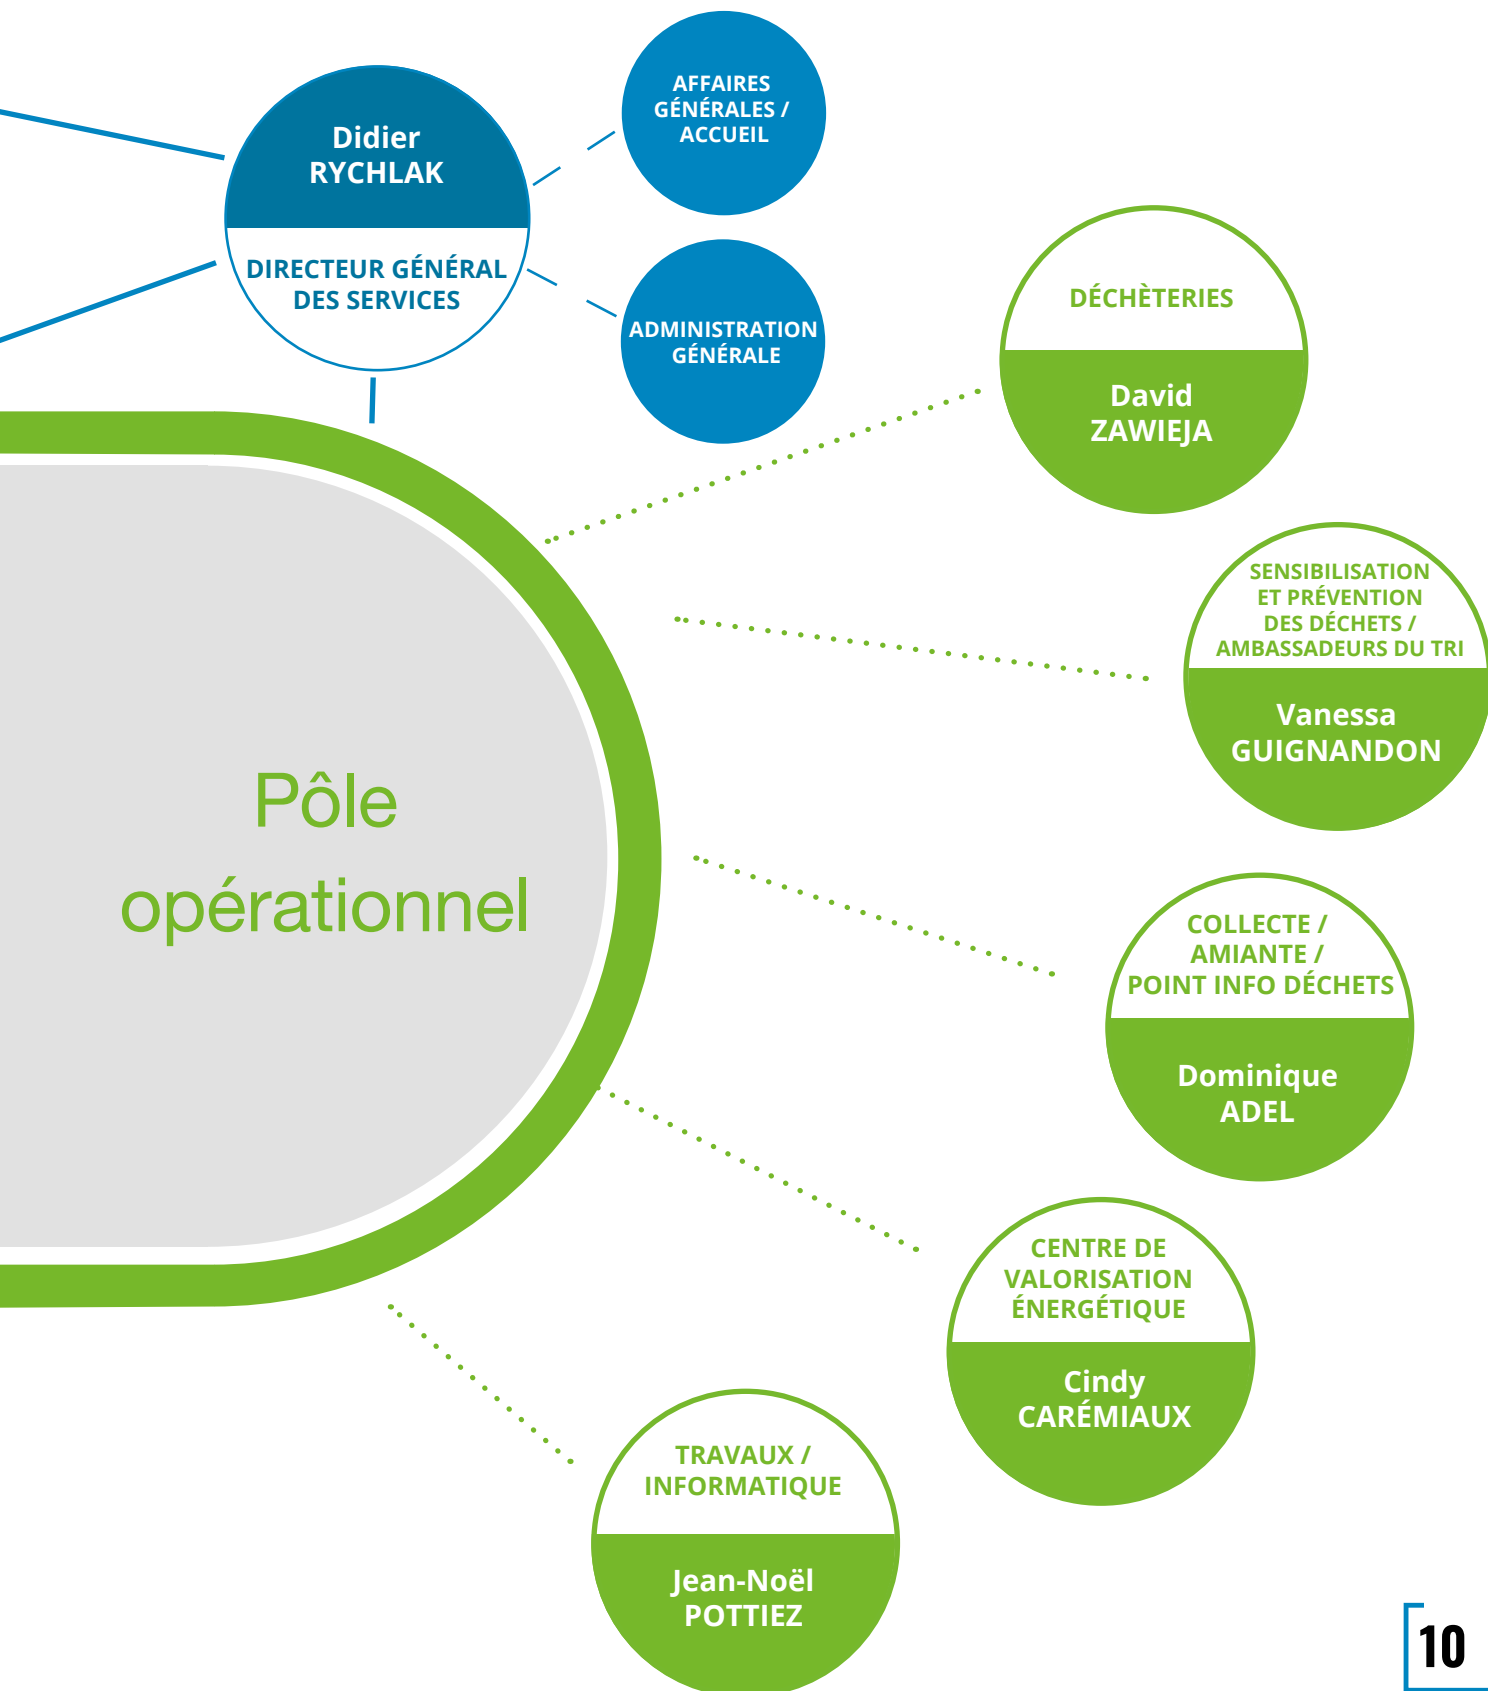 Didier
RYCHLAK
DIRECTEUR GÉNÉRAL
DES SERVICES
AFFAIRES
GÉNÉRALES /
ACCUEIL
ADMINISTRATION
GÉNÉRALE
DÉCHÈTERIES
David
ZAWIEJA
SENSIBILISATION
ET PRÉVENTION
DES DÉCHETS /
AMBASSADEURS DU TRI
Vanessa
GUIGNANDON
Pôle
opérationnel
COLLECTE /
AMIANTE /
POINT INFO DÉCHETS
Dominique
ADEL
CENTRE DE
VALORISATION
ÉNERGÉTIQUE
Cindy
CARÉMIAUX
TRAVAUX /
INFORMATIQUE
Jean-Noël
POTTIEZ
10